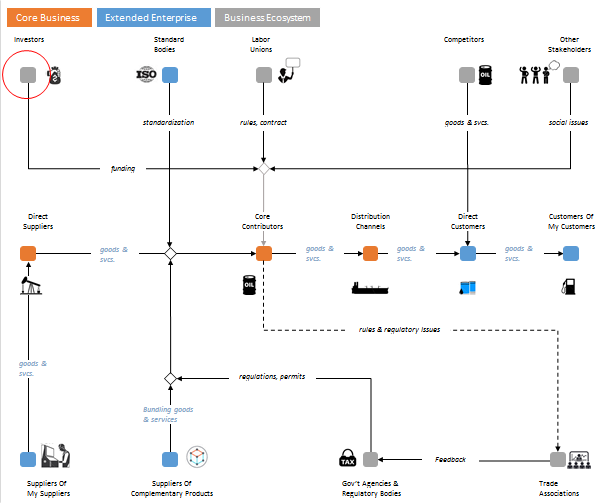 Core Business
Extended Enterprise
Business Ecosystem
Investors
Standard
Bodies
Labor
Unions
Competitors
Other
Stakeholders
ISO
OIL
standardization
rules, contract
goods & svcs.
social issues
funding
Direct
Suppliers
Core
Contributors
Distribution
Channels
Direct
Customers
Customers Of
My Customers
goods &
svcs.
goods &
svcs.
goods &
svcs.
goods &
svcs.
OIL
rules & regulatory issues
goods &
svcs.
regulations, permits
Bundling goods
& services
TAX
Feedback
Suppliers Of
My Suppliers
Suppliers Of
Complementary Products
Gov't Agencies &
Regulatory Bodies
Trade
Associations